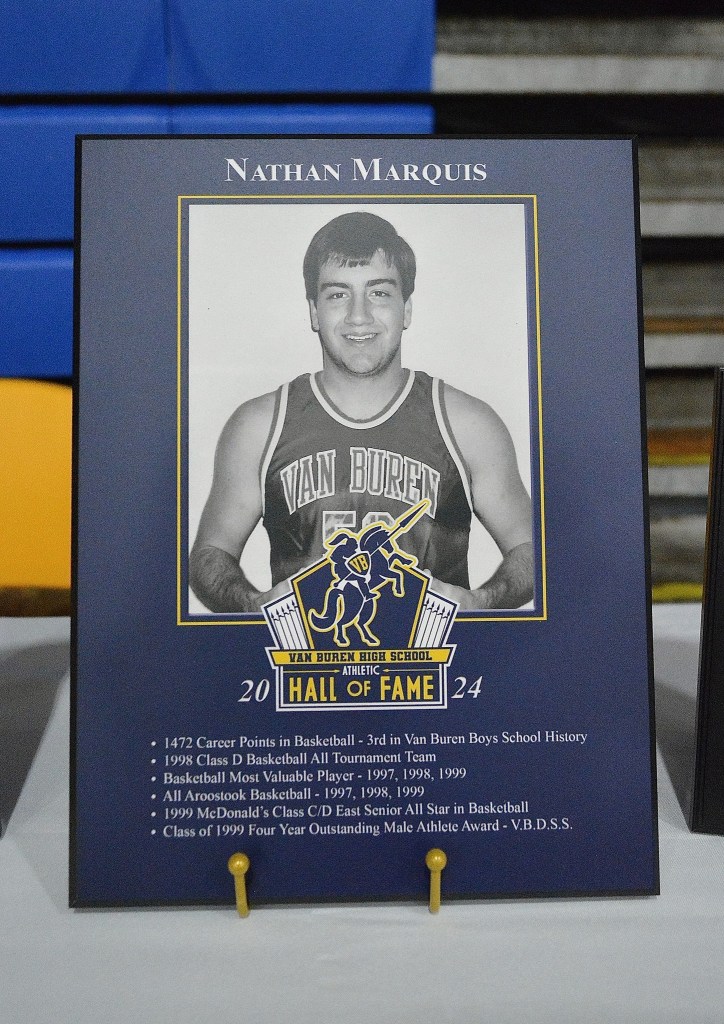 NATHAN MARQUIS
VAN BUREN
VB
VAN BUREN HIGH SCHOOL
ATHLETIC
20 HALL OF FAME 24
• 1472 Career Points in Basketball - 3rd in Van Buren Boys School History
• 1998 Class D Basketball All Tournament Team
• Basketball Most Valuable Player - 1997, 1998, 1999
• All Aroostook Basketball - 1997, 1998, 1999
• 1999 McDonald's Class C/D East Senior All Star in Basketball
• Class of 1999 Four Year Outstanding Male Athlete Award - V.B.D.S.S.